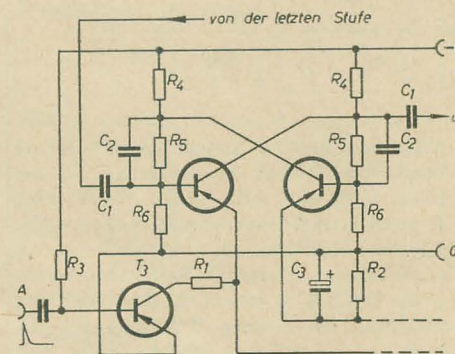 von der letzten Stufe
−
R4
R4
C1
C2
R5
R5
C2
C1
R6
R6
R3
T3
R1
C3
+
R2
A